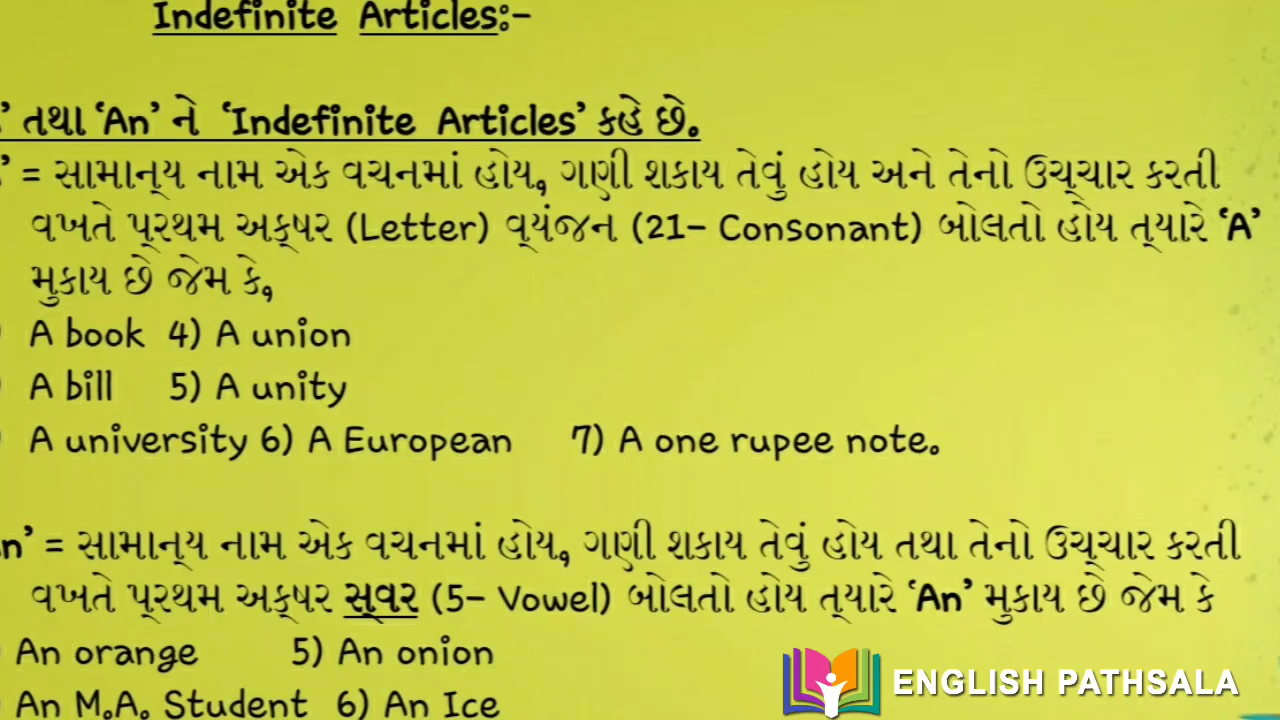 Indefinite Articles:-
’ તથા ‘An’ ને ‘Indefinite Articles’ કહે છે.
’ = સામાન્ય નામ એક વચનમાં હોય, ગણી શકાય તેવું હોય અને તેનો ઉચ્ચાર કરતી
વખતે પ્રથમ અક્ષર (Letter) વ્યંજન (21- Consonant) બોલતો હોય ત્યારે ‘A’
મુકાય છે જેમ કે,
) A book 4) A union
) A bill 5) A unity
) A university 6) A European 7) A one rupee note.
n’ = સામાન્ય નામ એક વચનમાં હોય, ગણી શકાય તેવું હોય તથા તેનો ઉચ્ચાર કરતી
વખતે પ્રથમ અક્ષર સ્વર (5- Vowel) બોલતો હોય ત્યારે ‘An’ મુકાય છે જેમ કે
) An orange 5) An onion
An M.A. Student 6) An Ice
ENGLISH PATHSALA